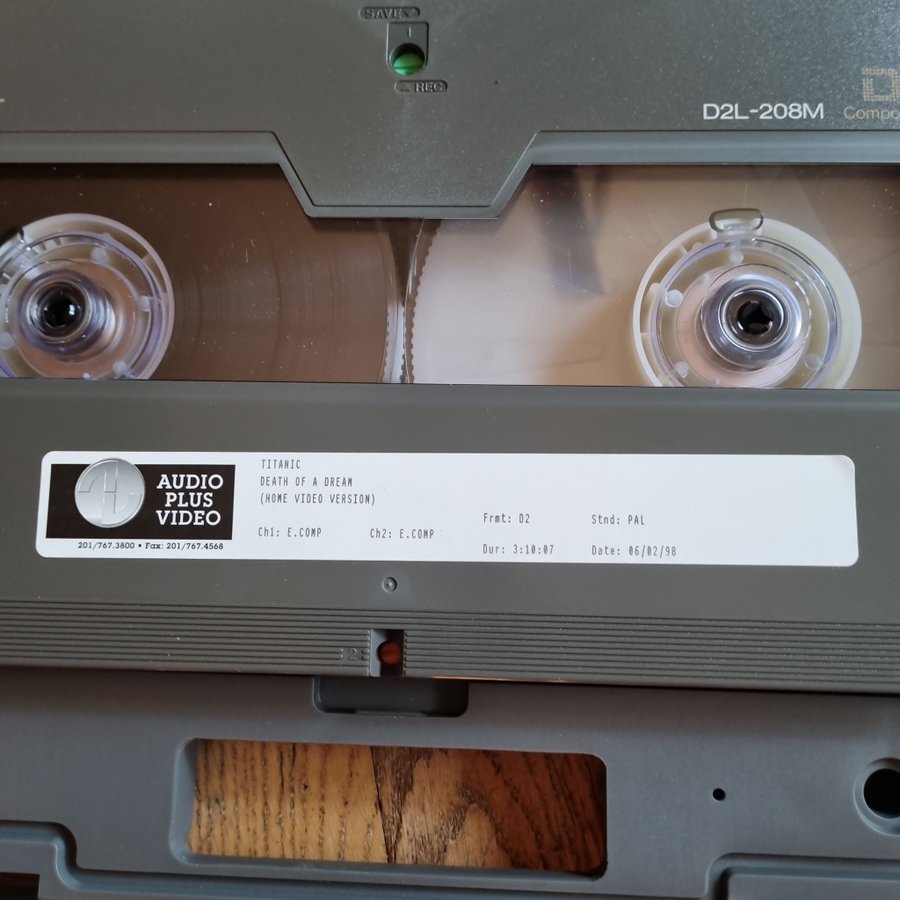 SAVE
REC
D2L-208M
AUDIO
PLUS
VIDEO
201/767.3800 • Fax: 201/767.4568
TITANIC
DEATH OF A DREAM
(HOME VIDEO VERSION)
Ch1: E.COMP Ch2: E.COMP
Frmt: D2 Stnd: PAL
Dur: 3:10:07 Date: 06/02/98